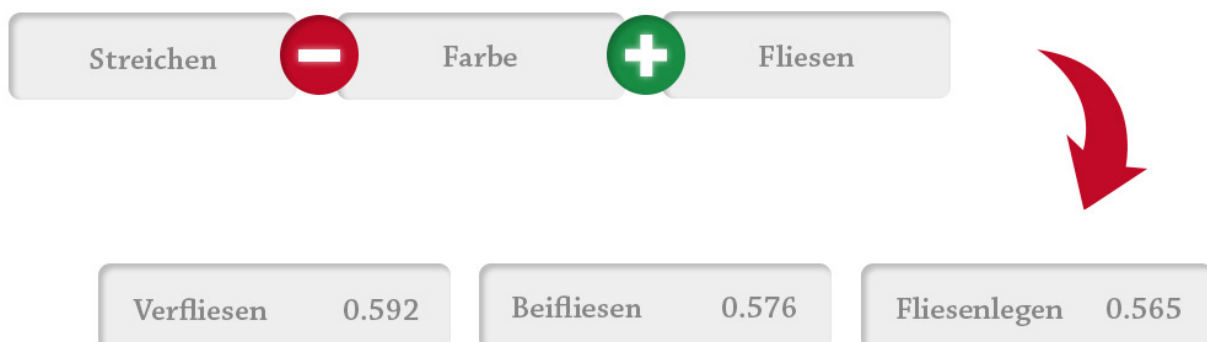 Streichen − Farbe + Fliesen
Verfliesen 0.592 Beifliesen 0.576 Fliesenlegen 0.565